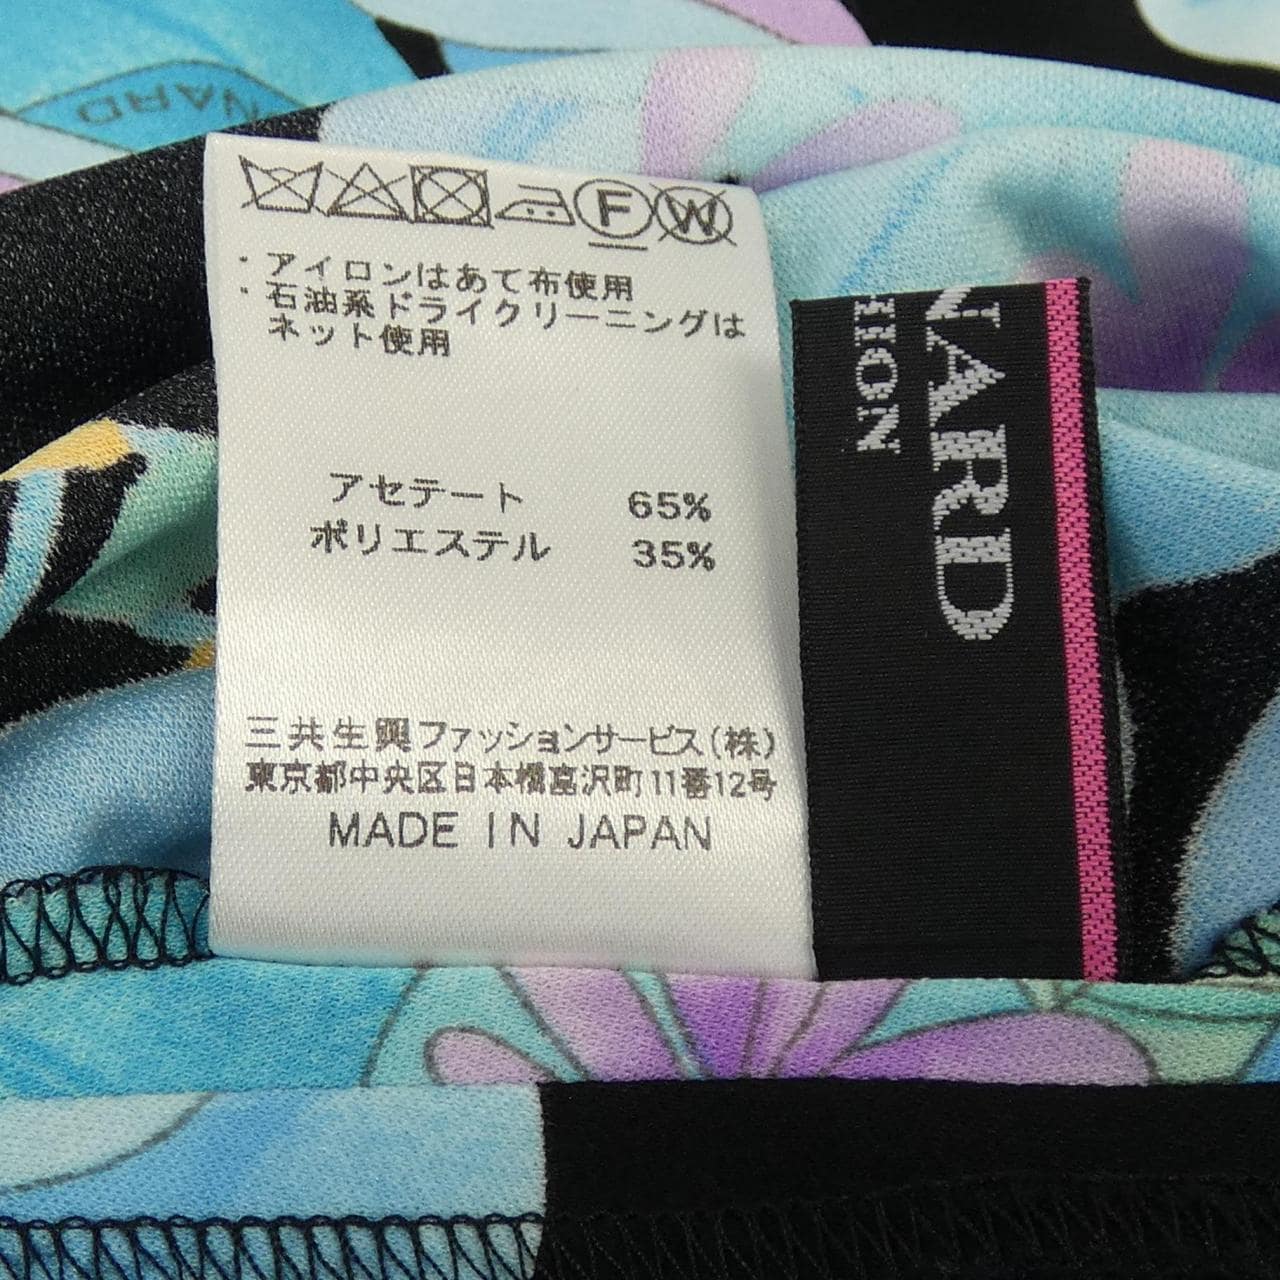 NARD
F W
・アイロンはあて布使用
・石油系ドライクリーニングは
ネット使用
アセテート 65%
ポリエステル 35%
三共生興ファッションサービス(株)
東京都中央区日本橋富沢町11番12号
MADE IN JAPAN
NARD
HION